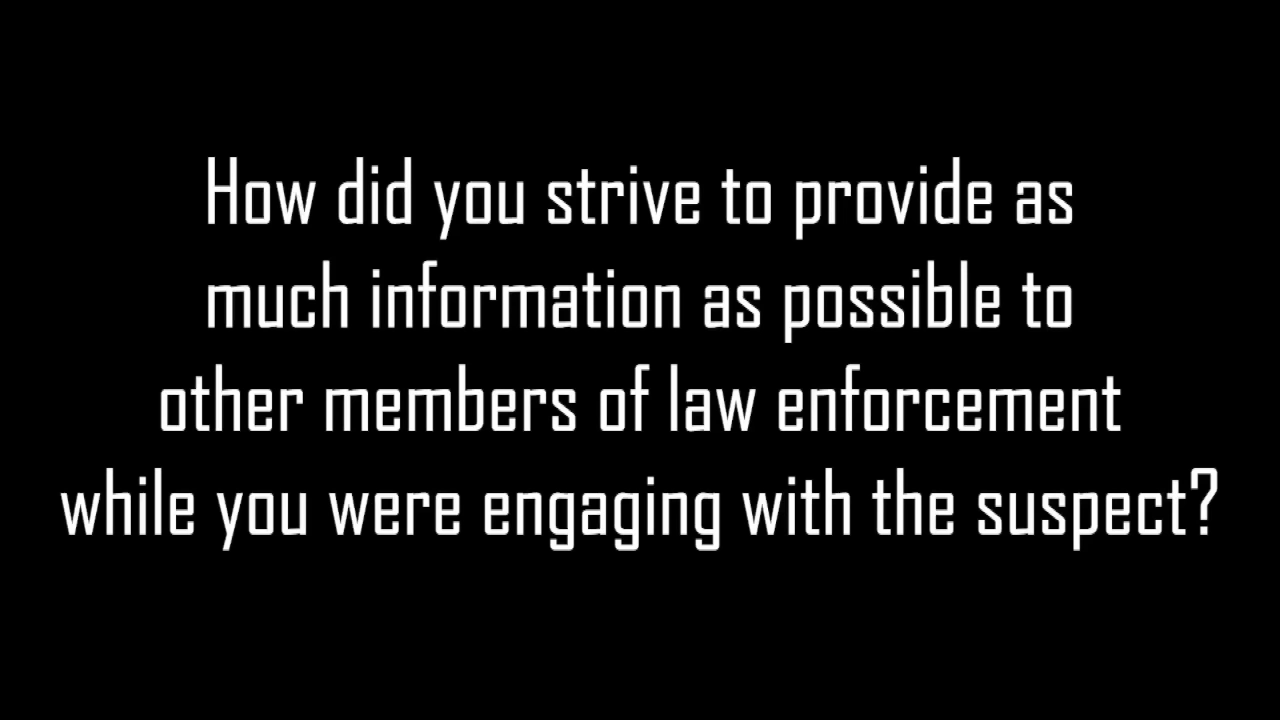 How did you strive to provide as
much information as possible to
other members of law enforcement
while you were engaging with the suspect?